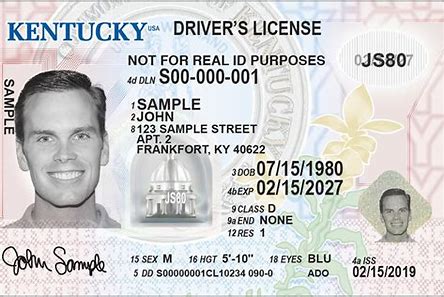 KENTUCKY USA DRIVER'S LICENSE
NOT FOR REAL ID PURPOSES
4d DLN S00-000-001
JS80
SAMPLE
1 SAMPLE
2 JOHN
8 123 SAMPLE STREET
APT. 2
FRANKFORT, KY 40622
3 DOB 07/15/1980
4b EXP 02/15/2027
9 CLASS D
9a END NONE
12 RES 1
JS80
15 SEX M 16 HGT 5'-10" 18 EYES BLU
5 DD S00000001CL10234 090-0 ADO
4a ISS
02/15/2019
John Sample